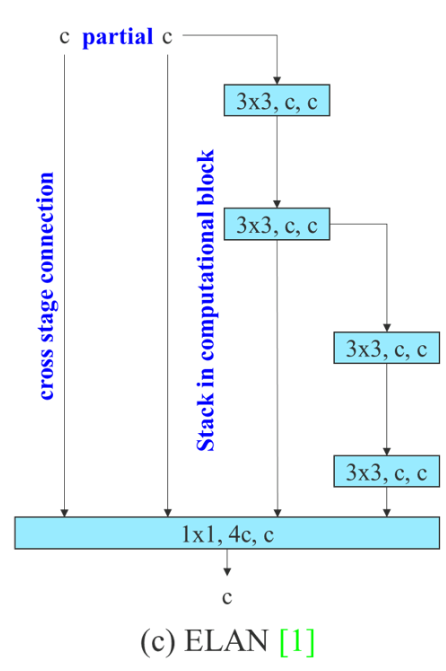 c partial c
3x3, c, c
3x3, c, c
cross stage connection
Stack in computational block
3x3, c, c
3x3, c, c
1x1, 4c, c
c
(c) ELAN [1]